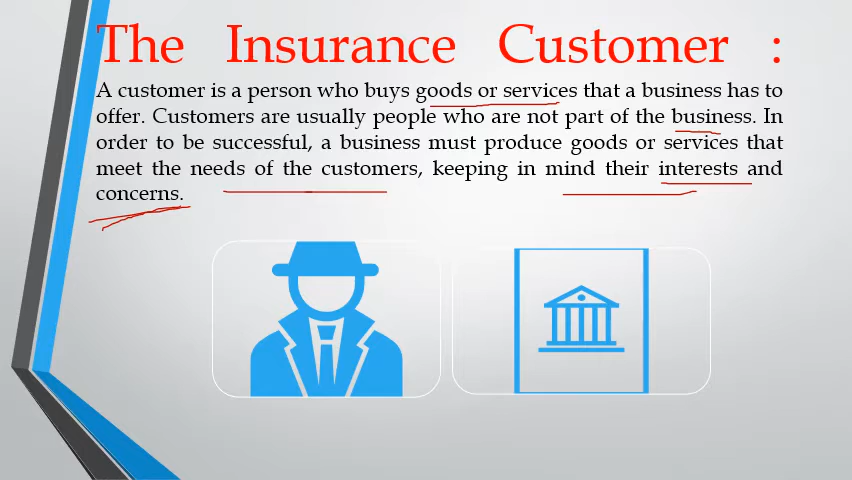 The Insurance Customer :
A customer is a person who buys goods or services that a business has to
offer. Customers are usually people who are not part of the business. In
order to be successful, a business must produce goods or services that
meet the needs of the customers, keeping in mind their interests and
concerns.